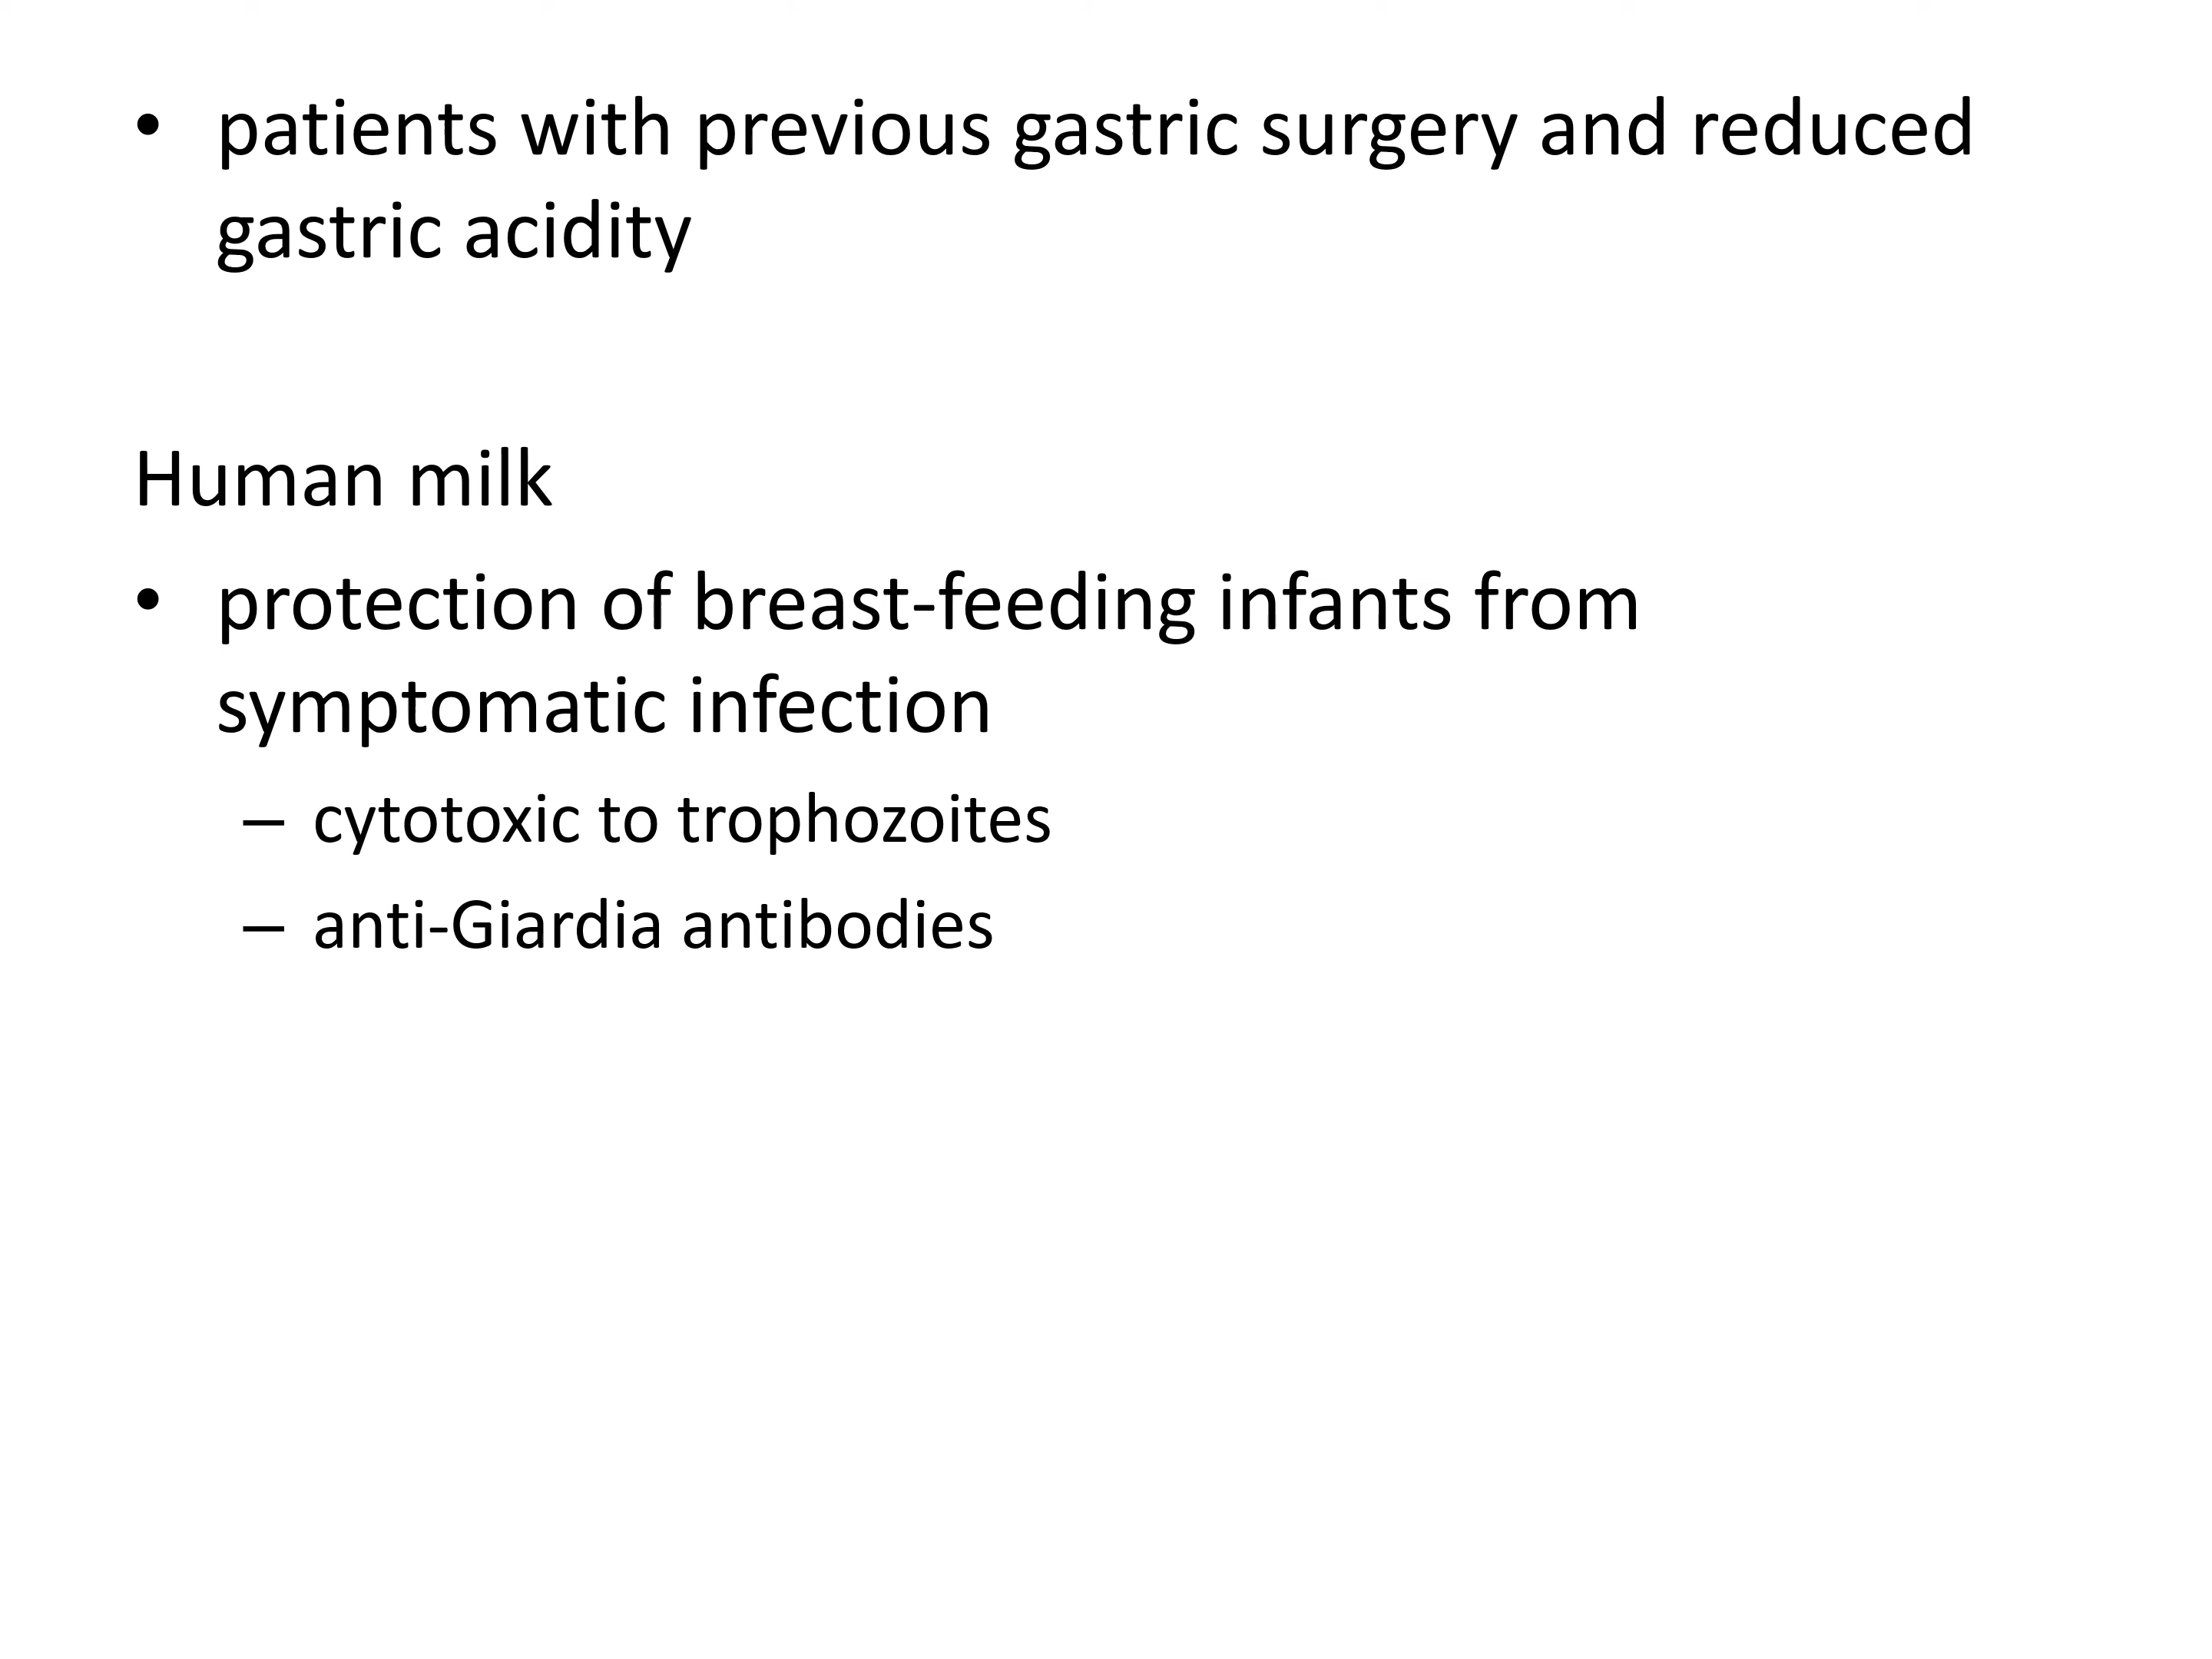 • patients with previous gastric surgery and reduced
gastric acidity
Human milk
• protection of breast-feeding infants from
symptomatic infection
– cytotoxic to trophozoites
– anti-Giardia antibodies